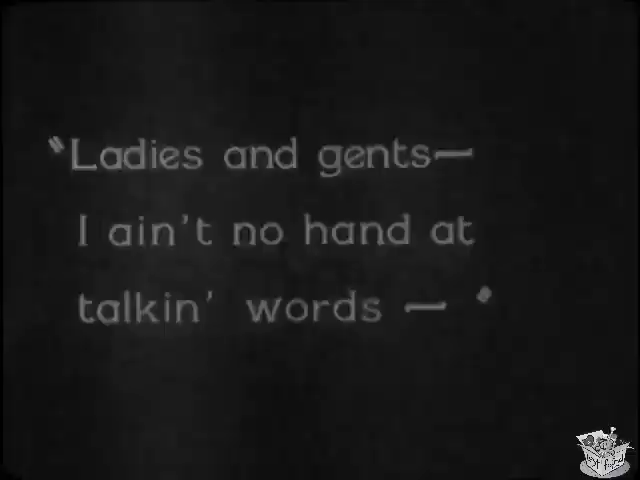 "Ladies and gents—
I ain't no hand at
talkin' words — "